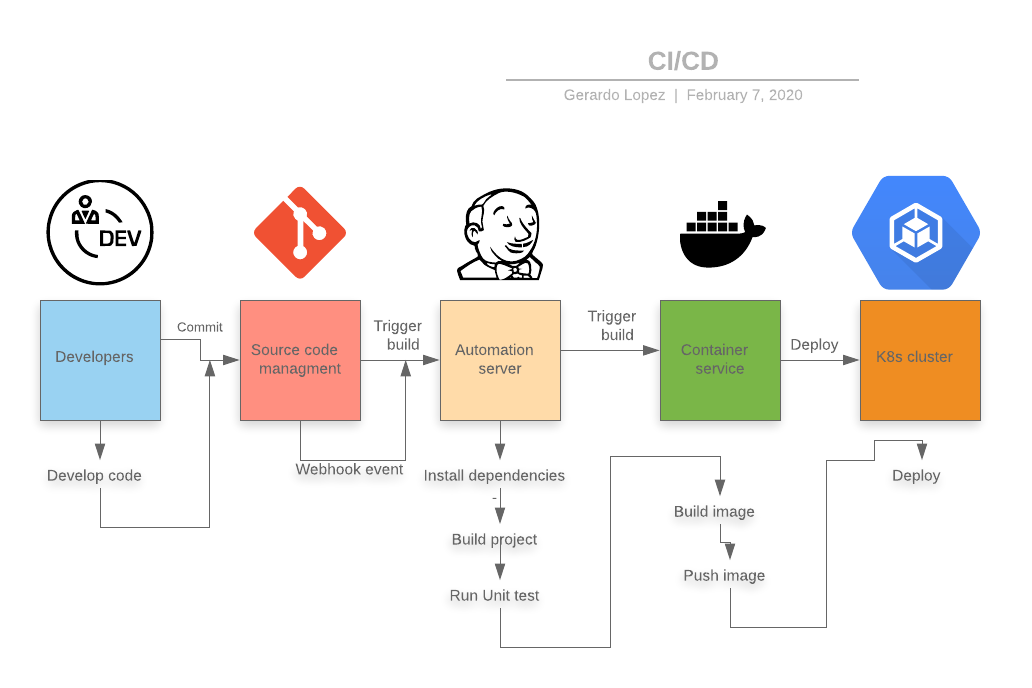 CI/CD
Gerardo Lopez | February 7, 2020
DEV
Developers
Commit
Source code
managment
Trigger
build
Automation
server
Trigger
build
Container
service
Deploy
K8s cluster
Develop code
Webhook event
Install dependencies
-
Build project
Run Unit test
Build image
Push image
Deploy